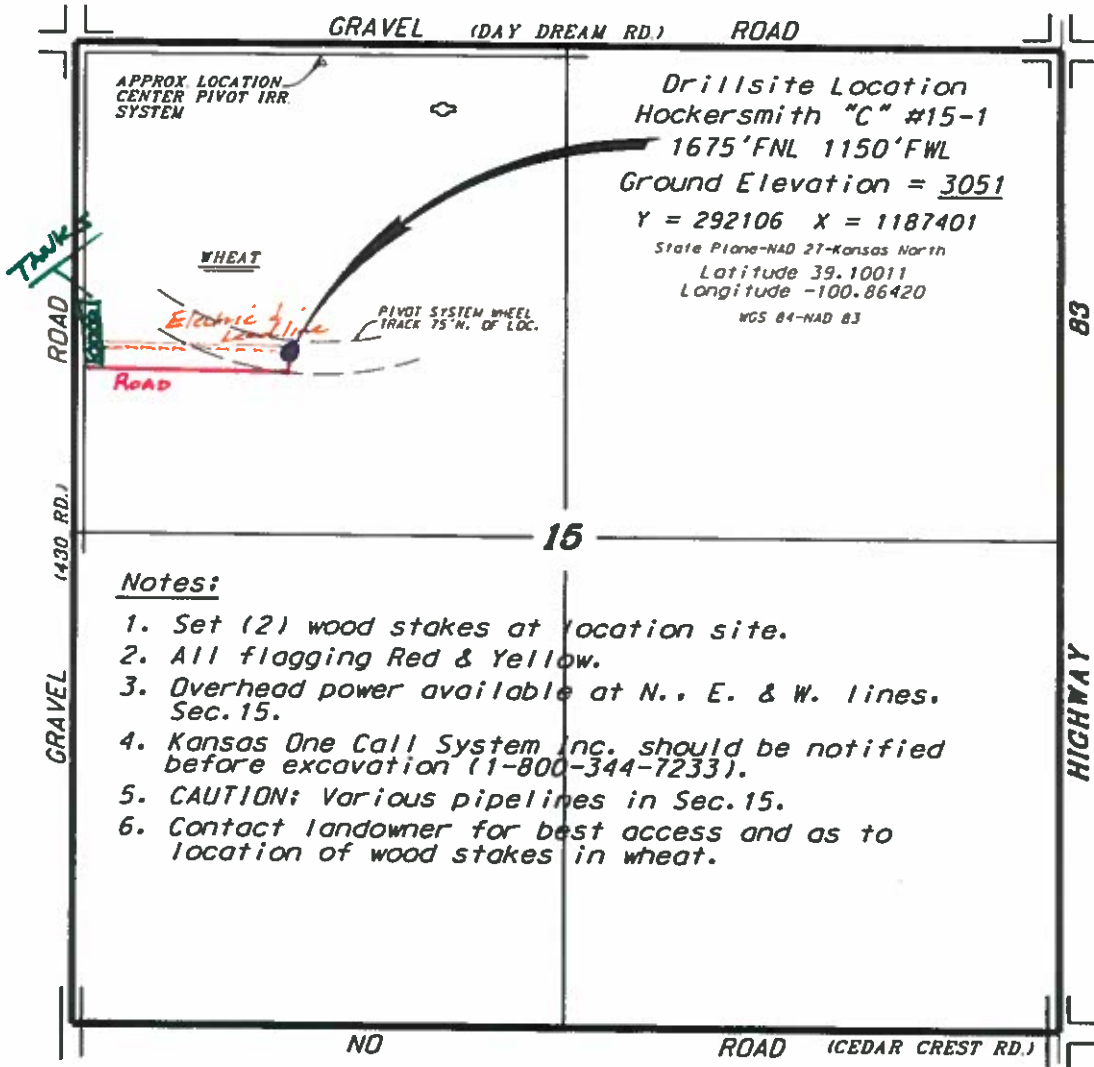 GRAVEL (DAY DREAM RD.) ROAD
APPROX. LOCATION
CENTER PIVOT IRR.
SYSTEM
Drillsite Location
Hockersmith "C" #15-1
1675'FNL 1150'FWL
Ground Elevation = 3051
Y = 292106 X = 1187401
State Plane-NAD 27-Kansas North
Latitude 39.10011
Longitude -100.86420
WGS 84-NAD 83
TANKS
WHEAT
Electric &
Lead line
PIVOT SYSTEM WHEEL
TRACK 75'N. OF LOC.
ROAD
GRAVEL (430 RD.) ROAD
83
HIGHWAY
15
Notes:
1. Set (2) wood stakes at location site.
2. All flagging Red & Yellow.
3. Overhead power available at N., E. & W. lines.
Sec.15.
4. Kansas One Call System Inc. should be notified
before excavation (1-800-344-7233).
5. CAUTION: Various pipelines in Sec.15.
6. Contact landowner for best access and as to
location of wood stakes in wheat.
NO ROAD (CEDAR CREST RD.)